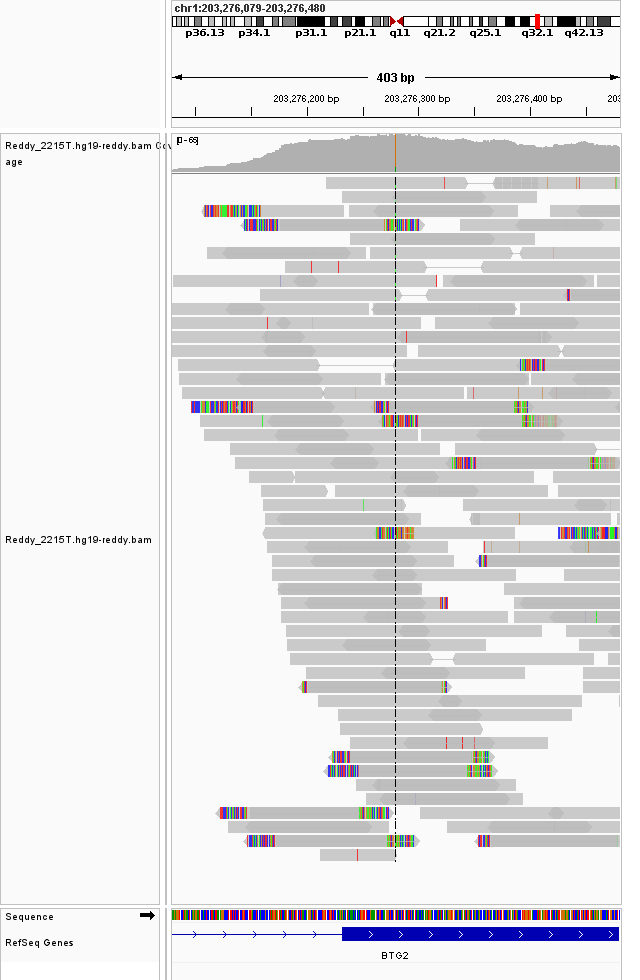 chr1:203,276,079-203,276,480
p36.13 p34.1 p31.1 p21.1 q11 q21.2 q25.1 q32.1 q42.13
403 bp
203,276,200 bp 203,276,300 bp 203,276,400 bp 203
Reddy_2215T.hg19-reddy.bam Cov
age
Reddy_2215T.hg19-reddy.bam
Sequence
RefSeq Genes
BTG2